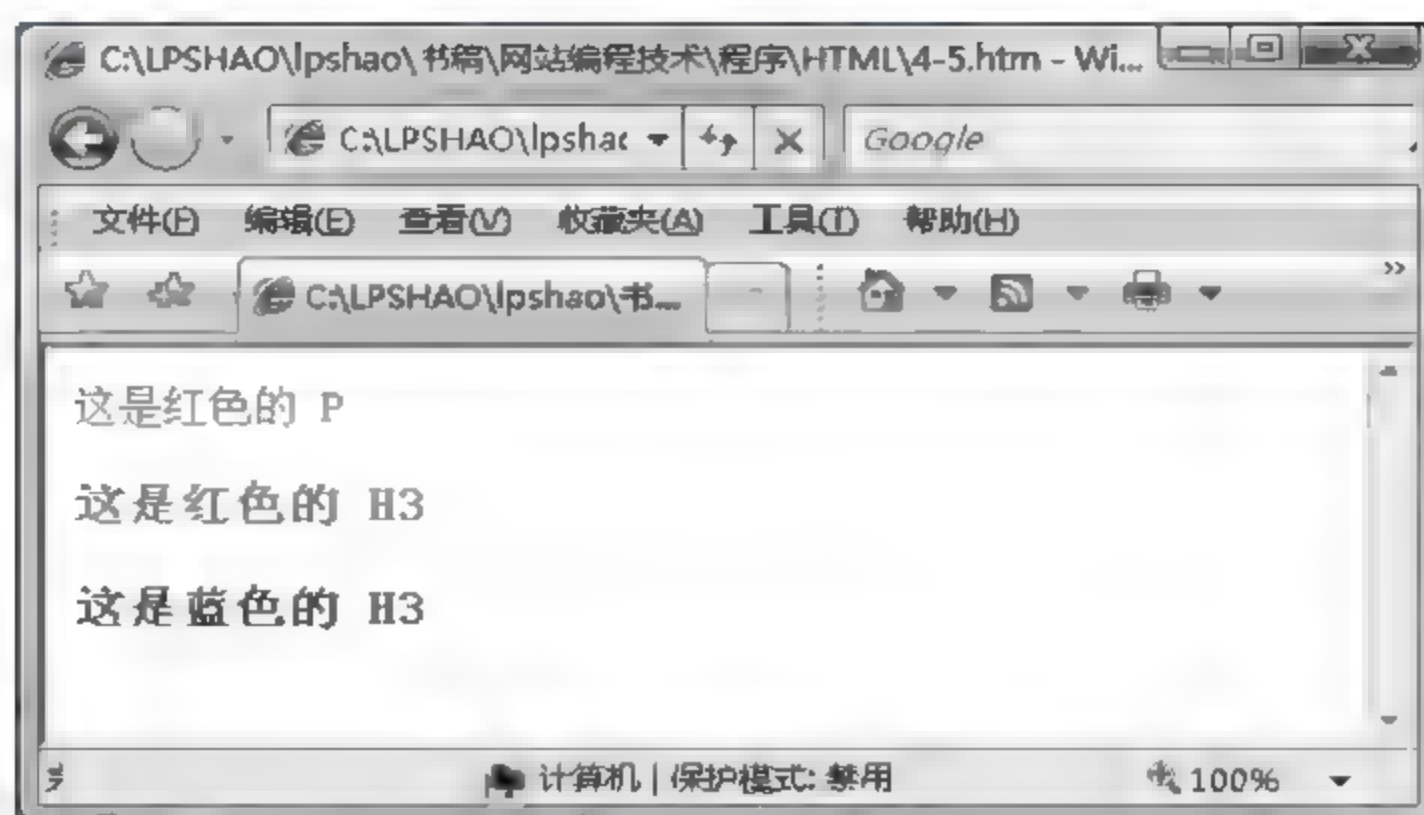 C:\LPSHAO\lpshao\书稿\网站编程技术\程序\HTML\4-5.htm - Wi...
C:\LPSHAO\lpshac Google
文件(F) 编辑(E) 查看(V) 收藏夹(A) 工具(T) 帮助(H)
C:\LPSHAO\lpshao\书... »
这是红色的 P
这是红色的 H3
这是蓝色的 H3
计算机 | 保护模式: 禁用 100%